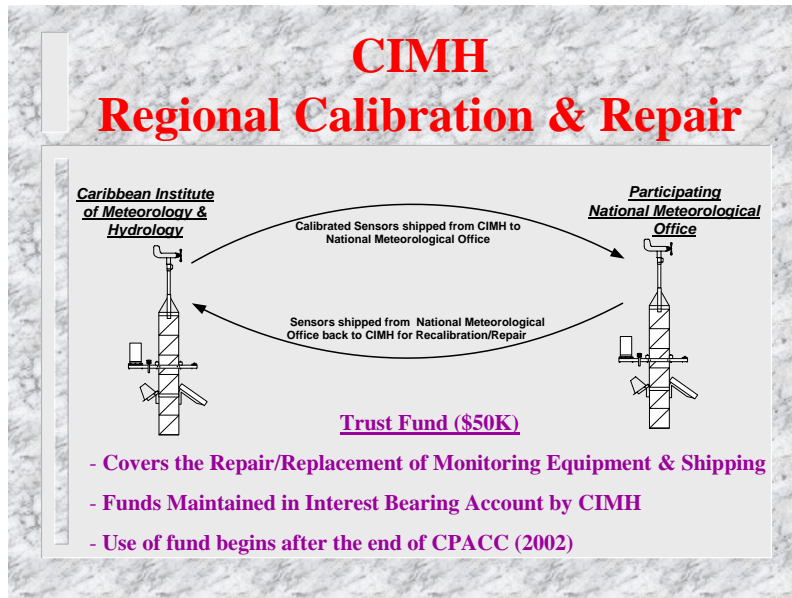 CIMH
Regional Calibration & Repair
Caribbean Institute
of Meteorology &
Hydrology
Participating
National Meteorological
Office
Calibrated Sensors shipped from CIMH to
National Meteorological Office
Sensors shipped from National Meteorological
Office back to CIMH for Recalibration/Repair
Trust Fund ($50K)
- Covers the Repair/Replacement of Monitoring Equipment & Shipping
- Funds Maintained in Interest Bearing Account by CIMH
- Use of fund begins after the end of CPACC (2002)